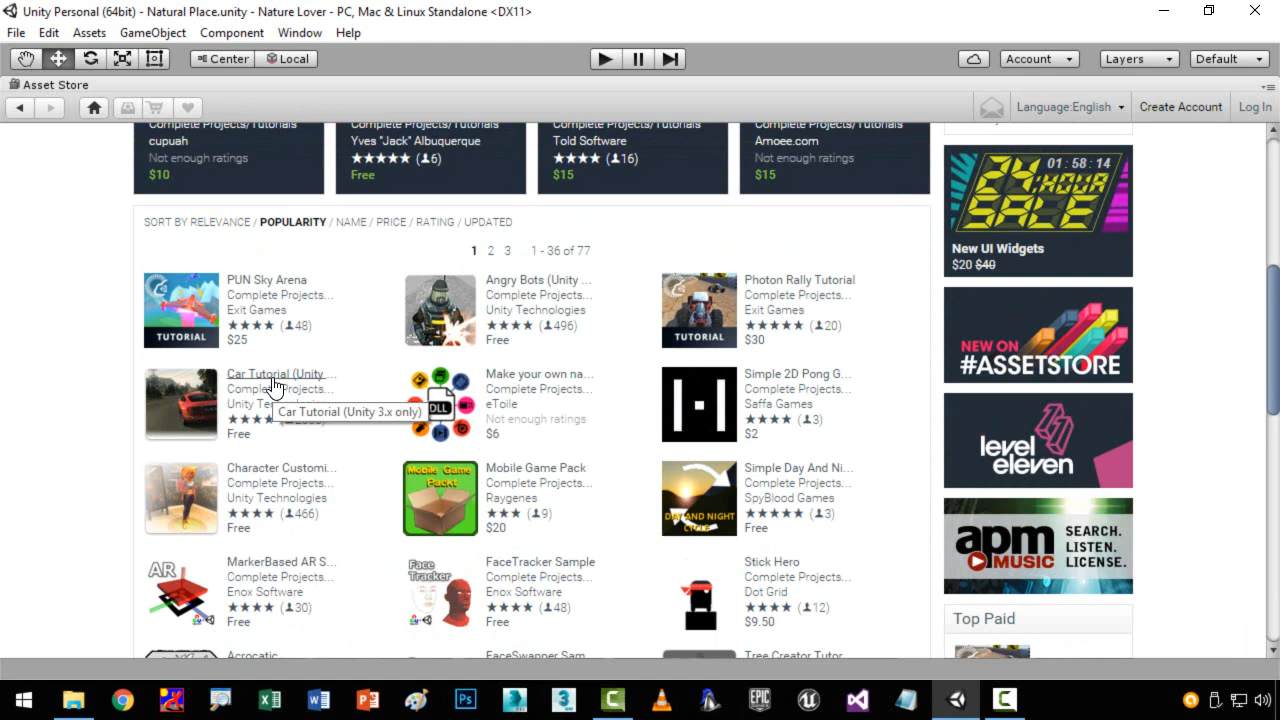 Unity Personal (64bit) - Natural Place.unity - Nature Lover - PC, Mac & Linux Standalone <DX11>
File Edit Assets GameObject Component Window Help
Center Local Account Layers Default
Asset Store
Language:English Create Account Log In
Complete Projects/Tutorials Complete Projects/Tutorials Complete Projects/Tutorials Complete Projects/Tutorials
cupuah Yves "Jack" Albuquerque Told Software Amoee.com
Not enough ratings ★★★★★ (6) ★★★★ (16) Not enough ratings
$10 Free $15 $15
01 : 58 : 14
24 HOUR
SALE
New UI Widgets
$20 $40
SORT BY RELEVANCE / POPULARITY / NAME / PRICE / RATING / UPDATED
1 2 3 1 - 36 of 77
PUN Sky Arena
Complete Projects...
Exit Games
★★★★ (48)
$25
TUTORIAL
Angry Bots (Unity ...
Complete Projects...
Unity Technologies
★★★★ (496)
Free
Photon Rally Tutorial
Complete Projects...
Exit Games
★★★★★ (20)
$30
TUTORIAL
NEW ON
#ASSETSTORE
Car Tutorial (Unity ...
Projects...
Car Tutorial (Unity 3.x only)
Free
DLL
Make your own na...
Complete Projects...
eToile
Not enough ratings
$6
Simple 2D Pong G...
Complete Projects...
Saffa Games
★★★★ (3)
$2
level
eleven
Character Customi...
Complete Projects...
Unity Technologies
★★★★ (466)
Free
Mobile Game
Pack
Mobile Game Pack
Complete Projects...
Raygenes
★★★ (9)
$20
DAY AND NIGHT
CYCLE
Simple Day And Ni...
Complete Projects...
SpyBlood Games
★★★★★ (3)
Free
apm
MUSIC
SEARCH.
LISTEN.
LICENSE.
AR
MarkerBased AR S...
Complete Projects...
Enox Software
★★★★ (30)
Free
Face
Tracker
FaceTracker Sample
Complete Projects...
Enox Software
★★★★ (48)
Free
Stick Hero
Complete Projects...
Dot Grid
★★★★ (12)
$9.50
Top Paid
Acrocatic
FaceSwapper Sam...
Tree Creator Tutor...
Ps
3
EPIC
GAMES